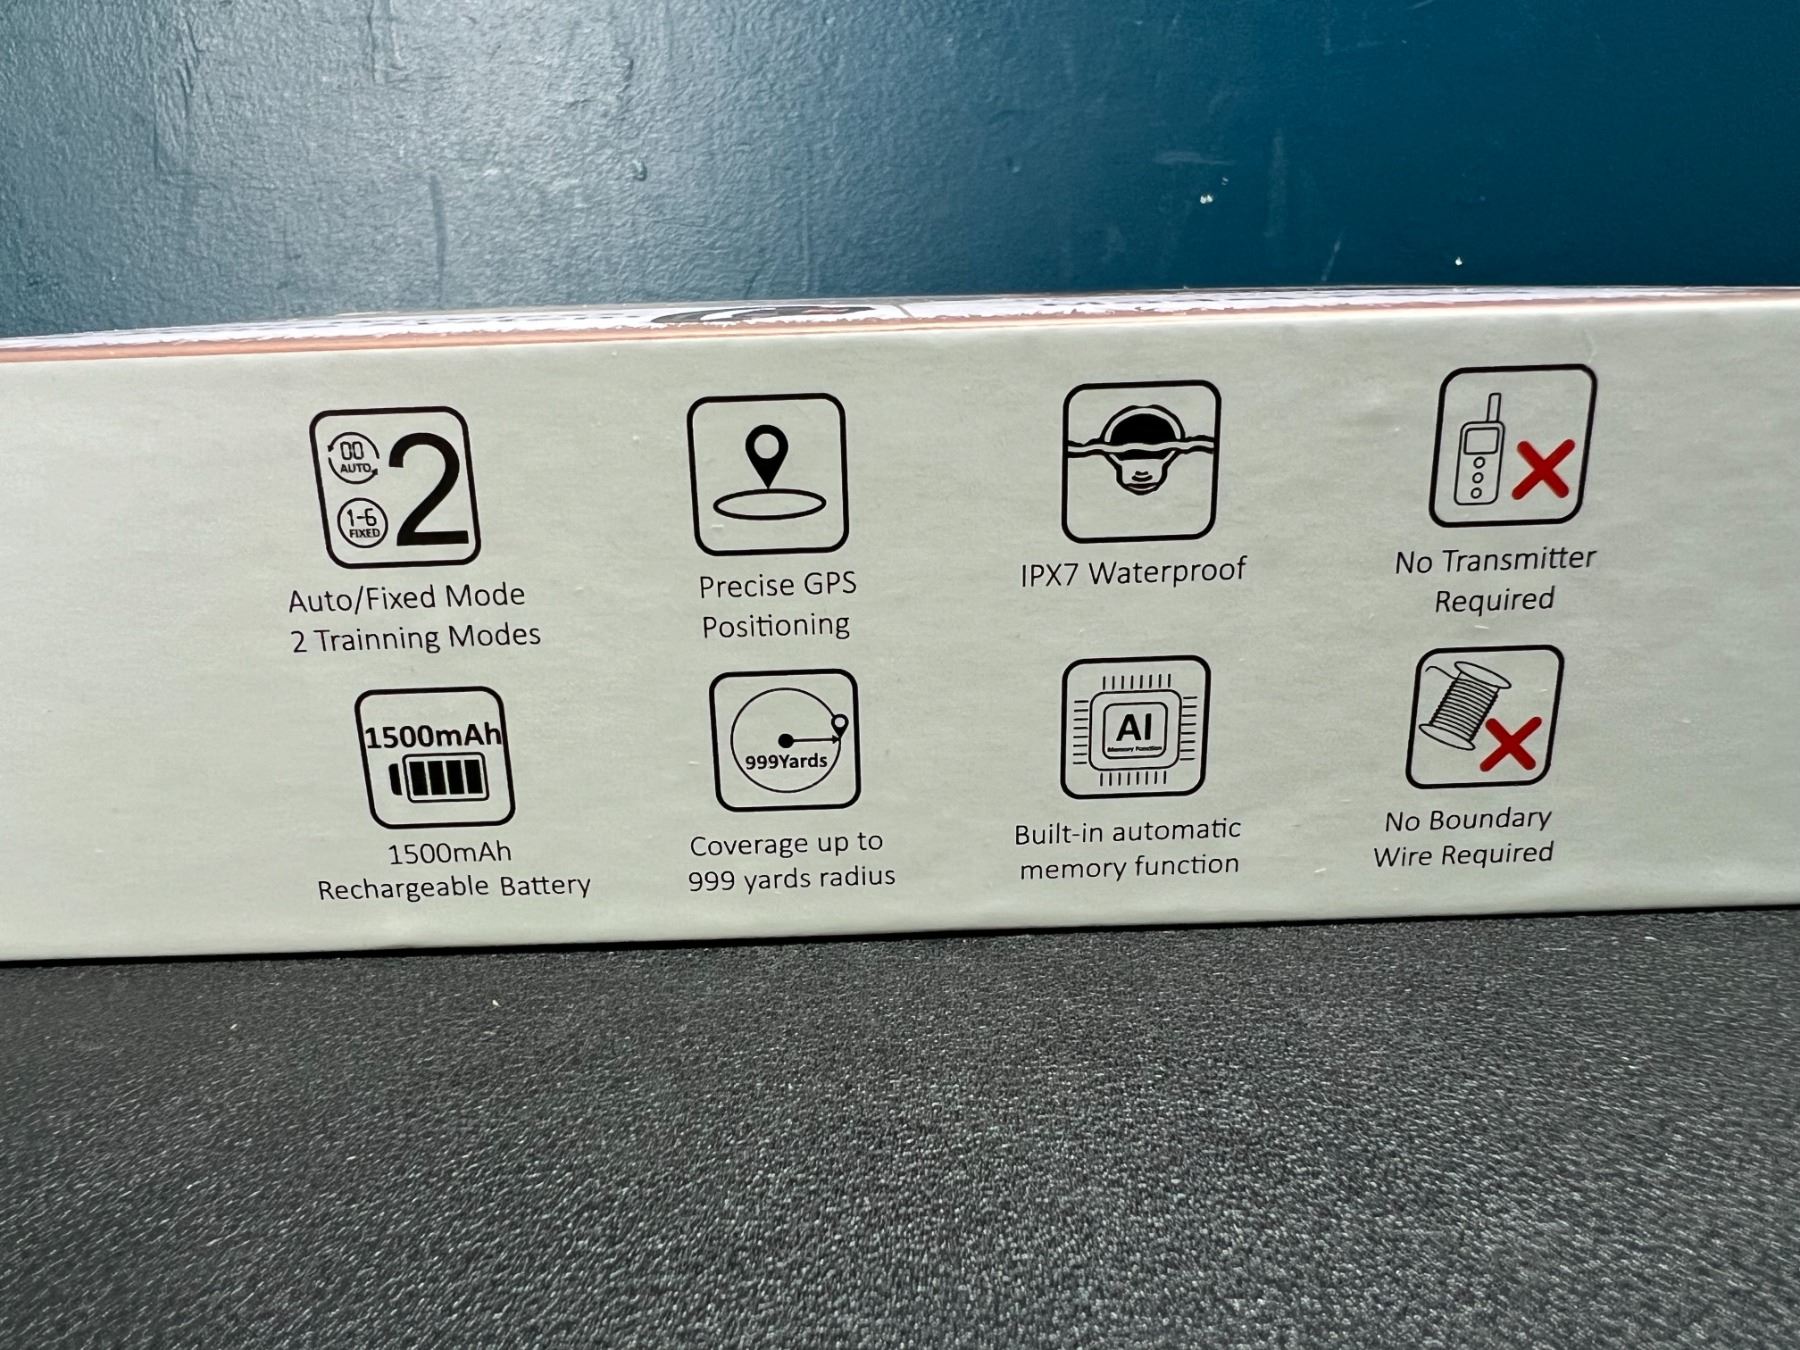 00
AUTO
1-6
FIXED
2
Auto/Fixed Mode
2 Trainning Modes
Precise GPS
Positioning
IPX7 Waterproof
No Transmitter
Required
1500mAh
1500mAh
Rechargeable Battery
999Yards
Coverage up to
999 yards radius
AI
Memory Function
Built-in automatic
memory function
No Boundary
Wire Required